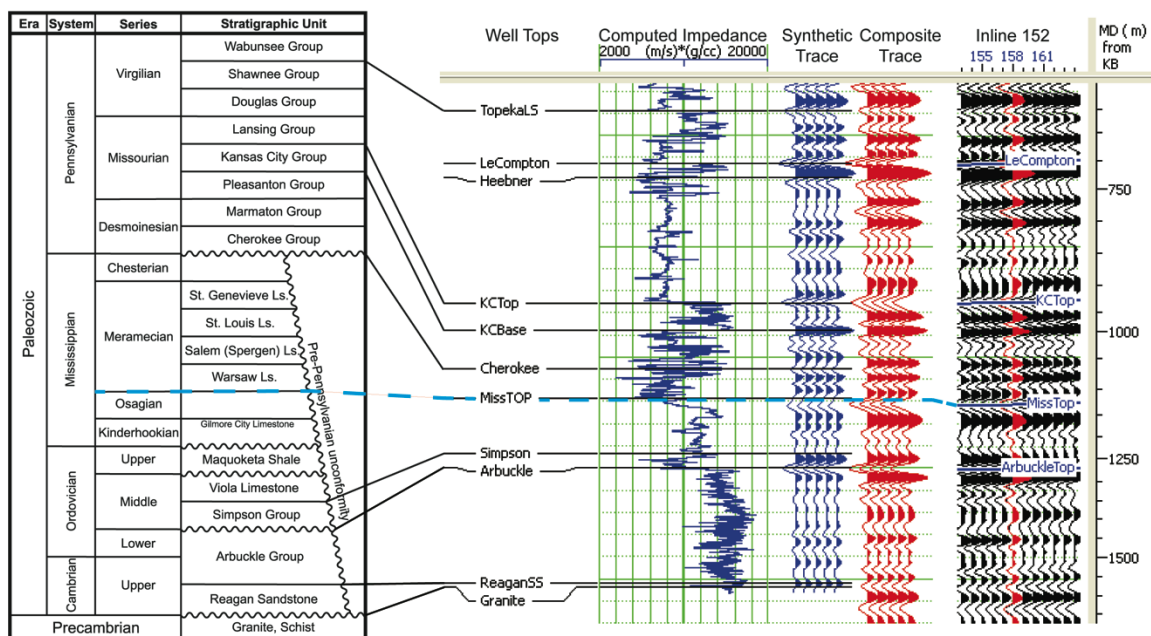 Era System Series Stratigraphic Unit
Paleozoic
Pennsylvanian
Virgilian
Wabunsee Group
Shawnee Group
Douglas Group
Missourian
Lansing Group
Kansas City Group
Pleasanton Group
Desmoinesian
Marmaton Group
Cherokee Group
Mississippian
Chesterian
Meramecian
St. Genevieve Ls.
St. Louis Ls.
Salem (Spergen) Ls.
Warsaw Ls.
Osagian
Kinderhookian
Gilmore City Limestone
Pre-Pennsylvanian unconformity
Ordovician
Upper
Maquoketa Shale
Middle
Viola Limestone
Simpson Group
Lower
Arbuckle Group
Cambrian
Upper
Reagan Sandstone
Precambrian
Granite, Schist
Well Tops
TopekaLS
LeCompton
Heebner
KCTop
KCBase
Cherokee
MissTOP
Simpson
Arbuckle
ReaganSS
Granite
Computed Impedance
2000 (m/s)*(g/cc) 20000
Synthetic
Trace
Composite
Trace
Inline 152
155 158 161
LeCompton
KCTop
MissTop
ArbuckleTop
MD ( m)
from
KB
750
1000
1250
1500